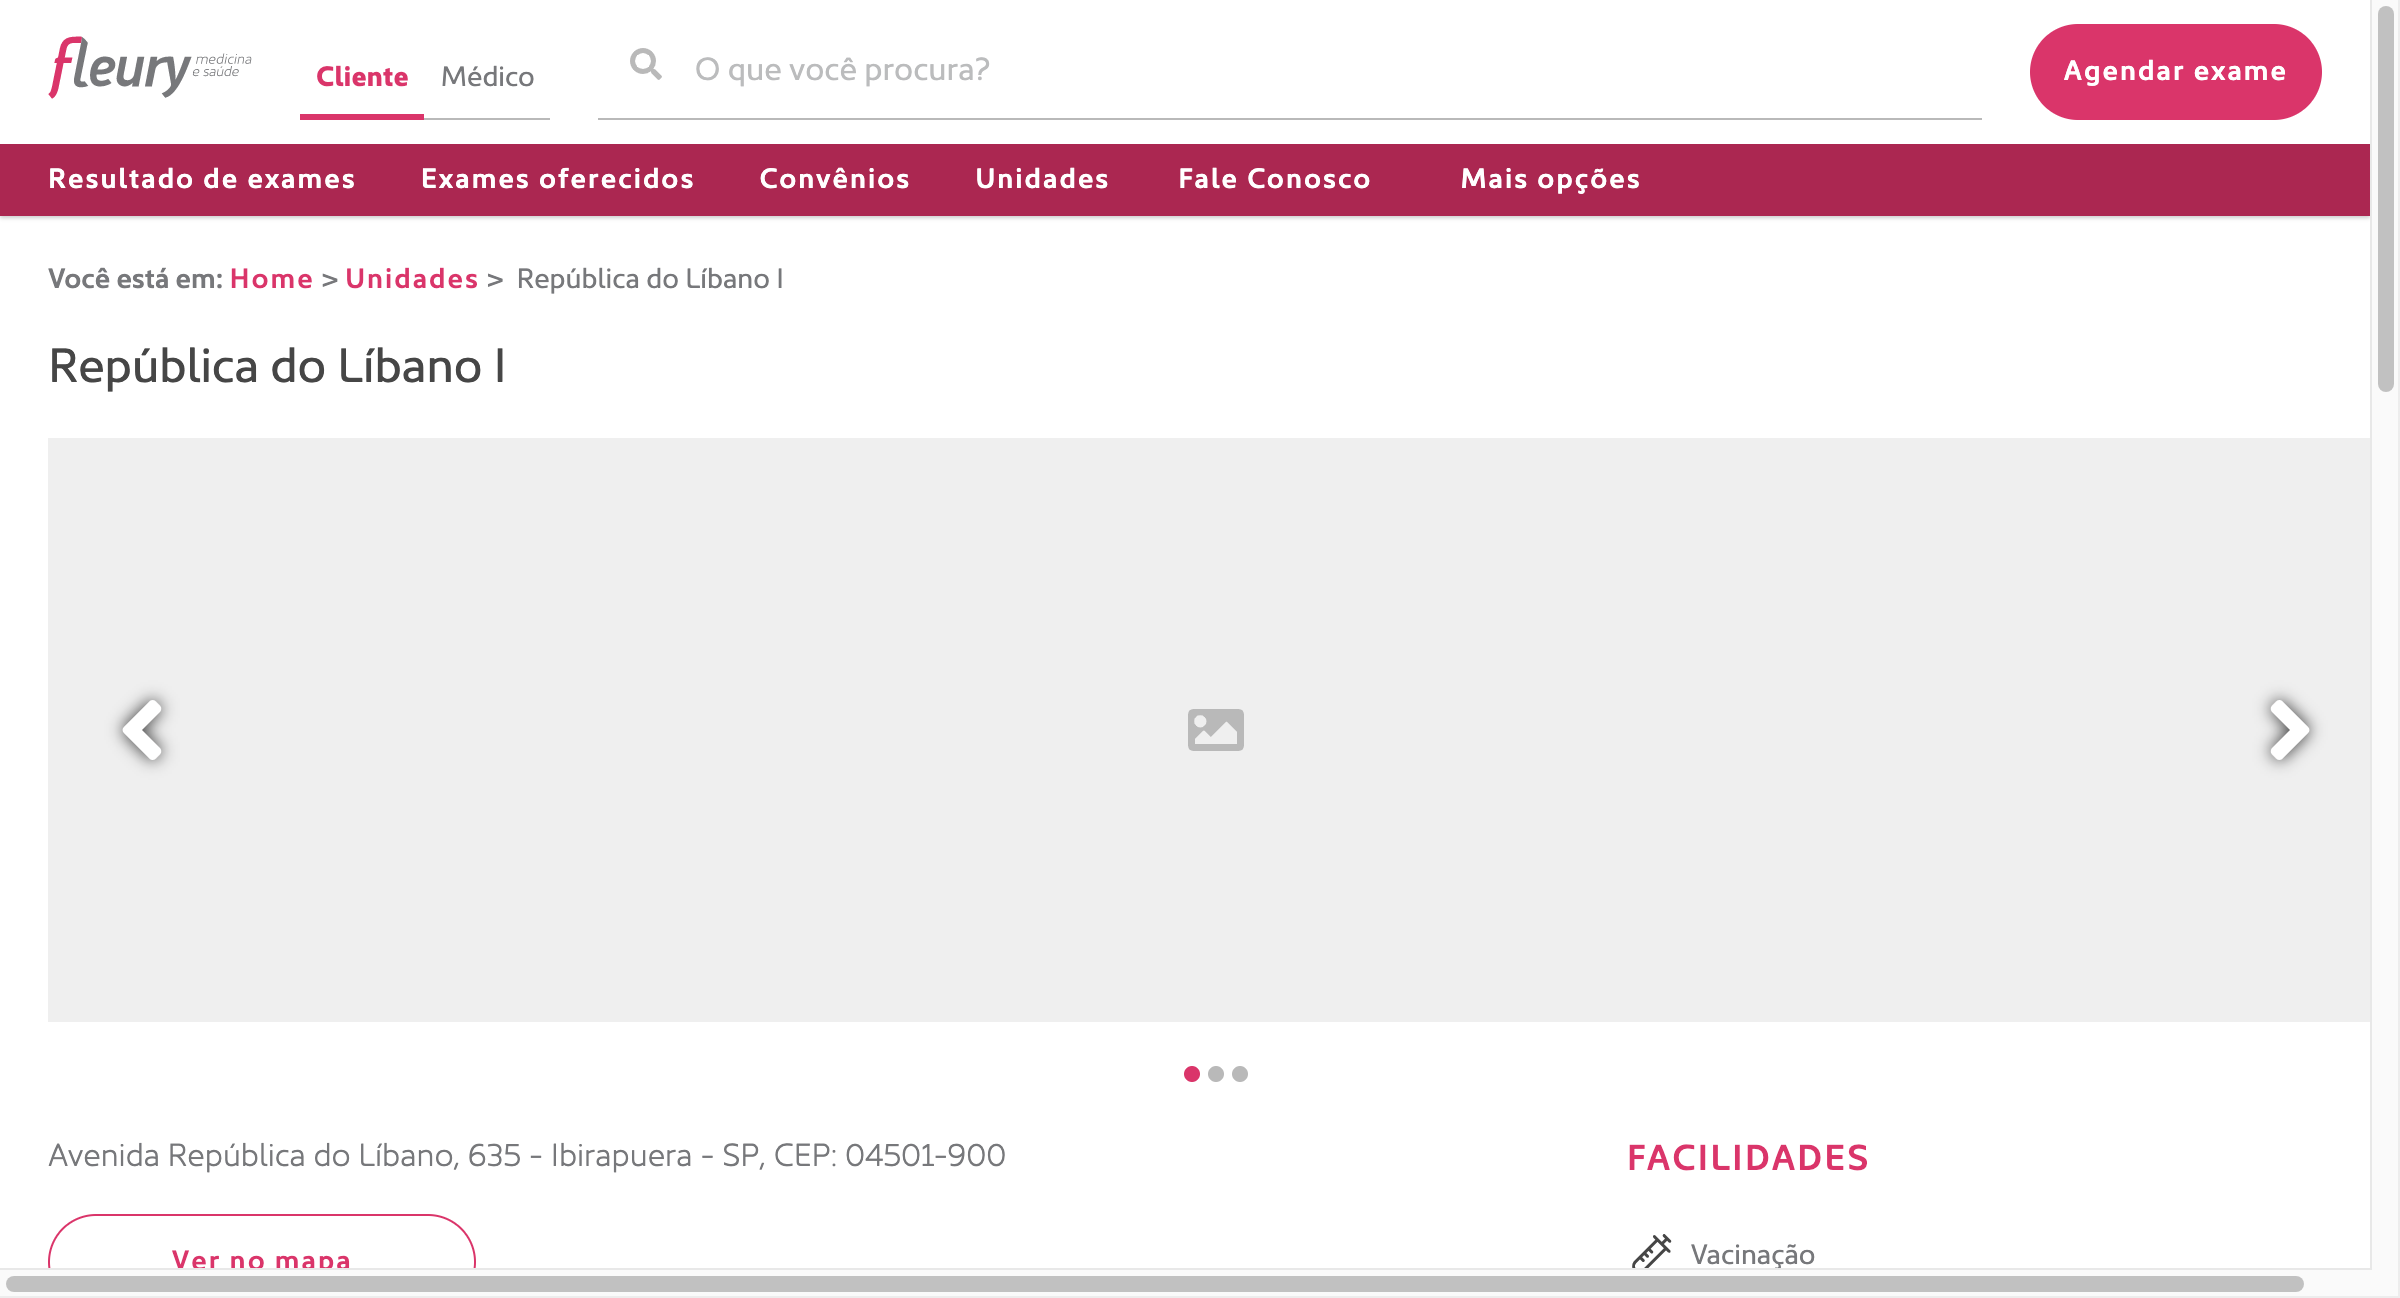 fleury medicina e saúde
Cliente Médico
O que você procura?
Agendar exame
Resultado de exames Exames oferecidos Convênios Unidades Fale Conosco Mais opções
Você está em: Home > Unidades > República do Líbano I
República do Líbano I
Avenida República do Líbano, 635 - Ibirapuera - SP, CEP: 04501-900
Ver no mapa
FACILIDADES
Vacinação